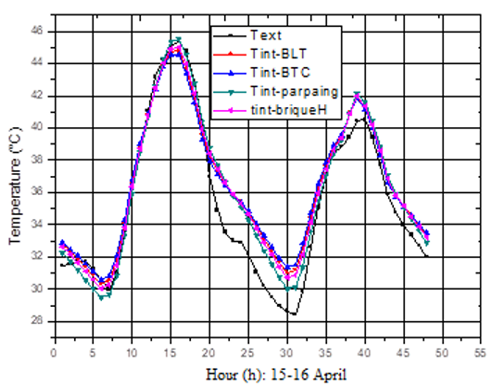 46
44
42
40
38
36
34
32
30
28
Temperature (°C)
Text
Tint-BLT
Tint-BTC
Tint-parpaing
tint-briqueH
0 5 10 15 20 25 30 35 40 45 50 55
Hour (h): 15-16 April